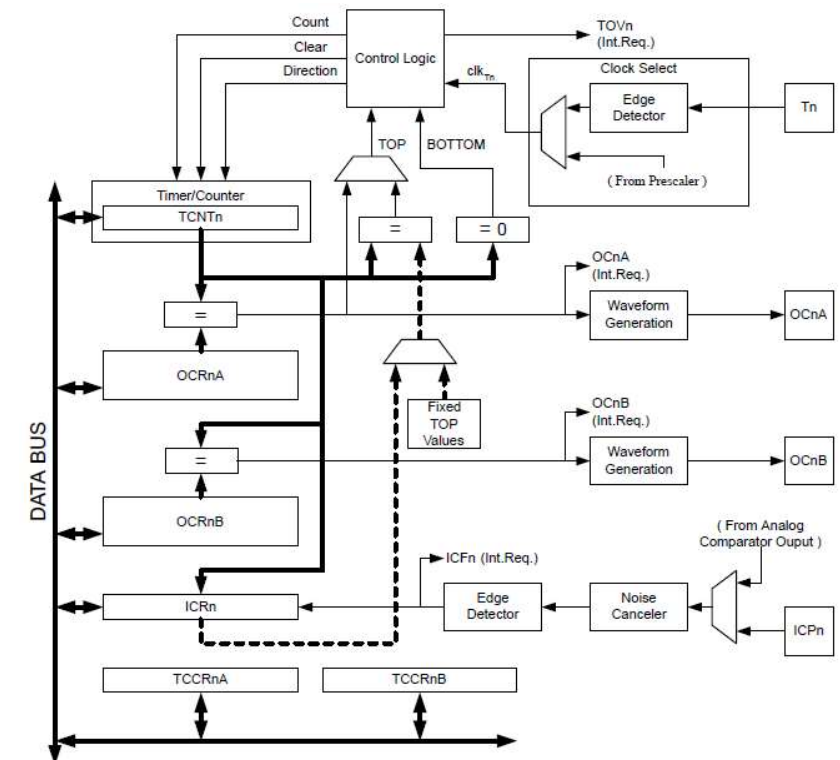 Count
Clear
Direction
Control Logic
TOVn
(Int.Req.)
clkTn
Clock Select
Edge
Detector
Tn
( From Prescaler )
TOP
BOTTOM
Timer/Counter
TCNTn
=
= 0
=
OCnA
(Int.Req.)
Waveform
Generation
OCnA
OCRnA
Fixed
TOP
Values
OCnB
(Int.Req.)
=
Waveform
Generation
OCnB
DATA BUS
OCRnB
( From Analog
Comparator Ouput )
ICFn (Int.Req.)
ICRn
Edge
Detector
Noise
Canceler
ICPn
TCCRnA
TCCRnB